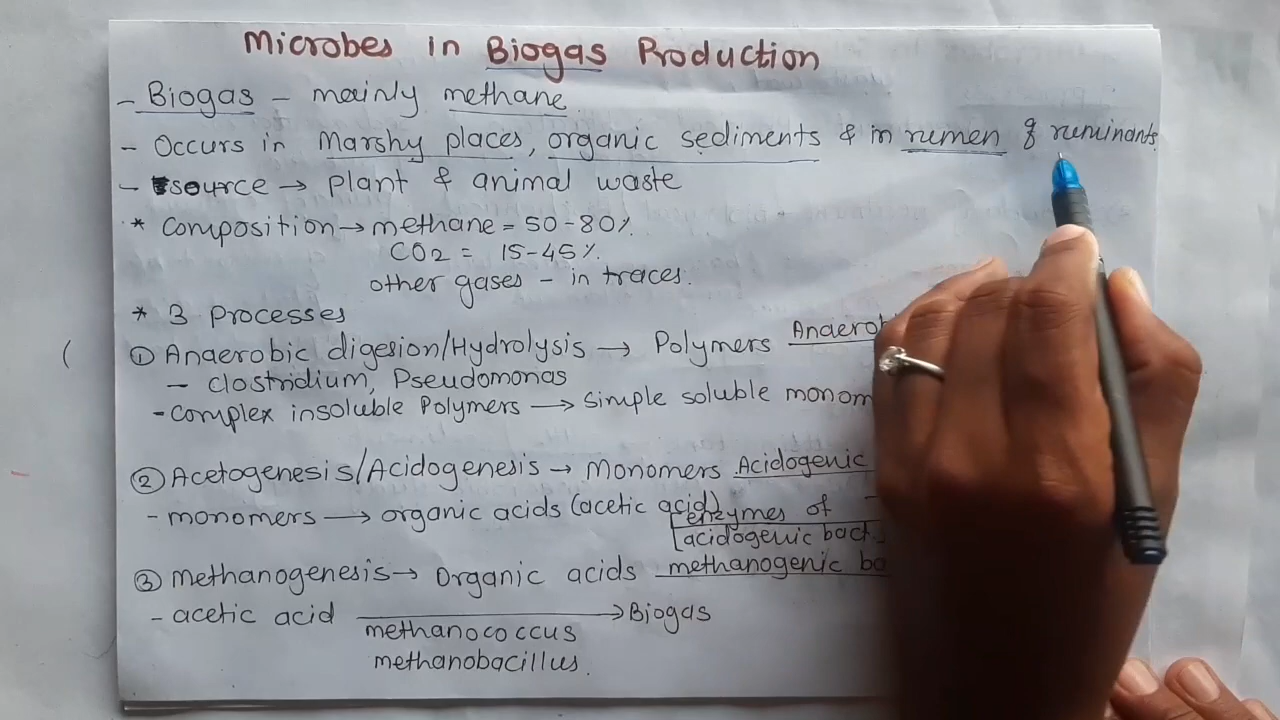 Microbes in Biogas Production
- Biogas - mainly methane
- Occurs in Marshy places, organic sediments & in rumen of ruminants.
- source → plant & animal waste
* Composition → methane = 50-80%.
CO2 = 15-45%.
other gases - in traces.
* 3 Processes
① Anaerobic digesion/Hydrolysis → Polymers
- clostridium, Pseudomonas
- complex insoluble Polymers → simple soluble
② Acetogenesis/Acidogenesis → Monomers Acidogenic
- monomers → organic acids (acetic acid)
[enzymes of
[acidogenic bact.
③ Methanogenesis → Organic acids methanogenic
- acetic acid → Biogas
methanococcus
methanobacillus.